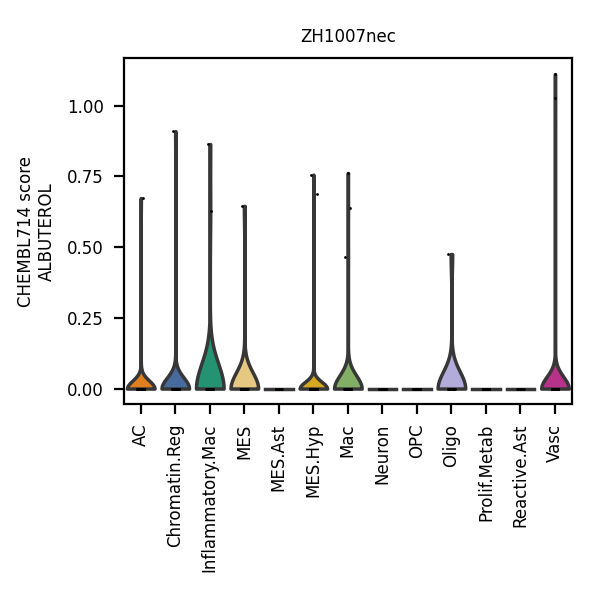 ZH1007nec
CHEMBL714 score
ALBUTEROL
1.00
0.75
0.50
0.25
0.00
AC
Chromatin.Reg
Inflammatory.Mac
MES
MES.Ast
MES.Hyp
Mac
Neuron
OPC
Oligo
Prolif.Metab
Reactive.Ast
Vasc